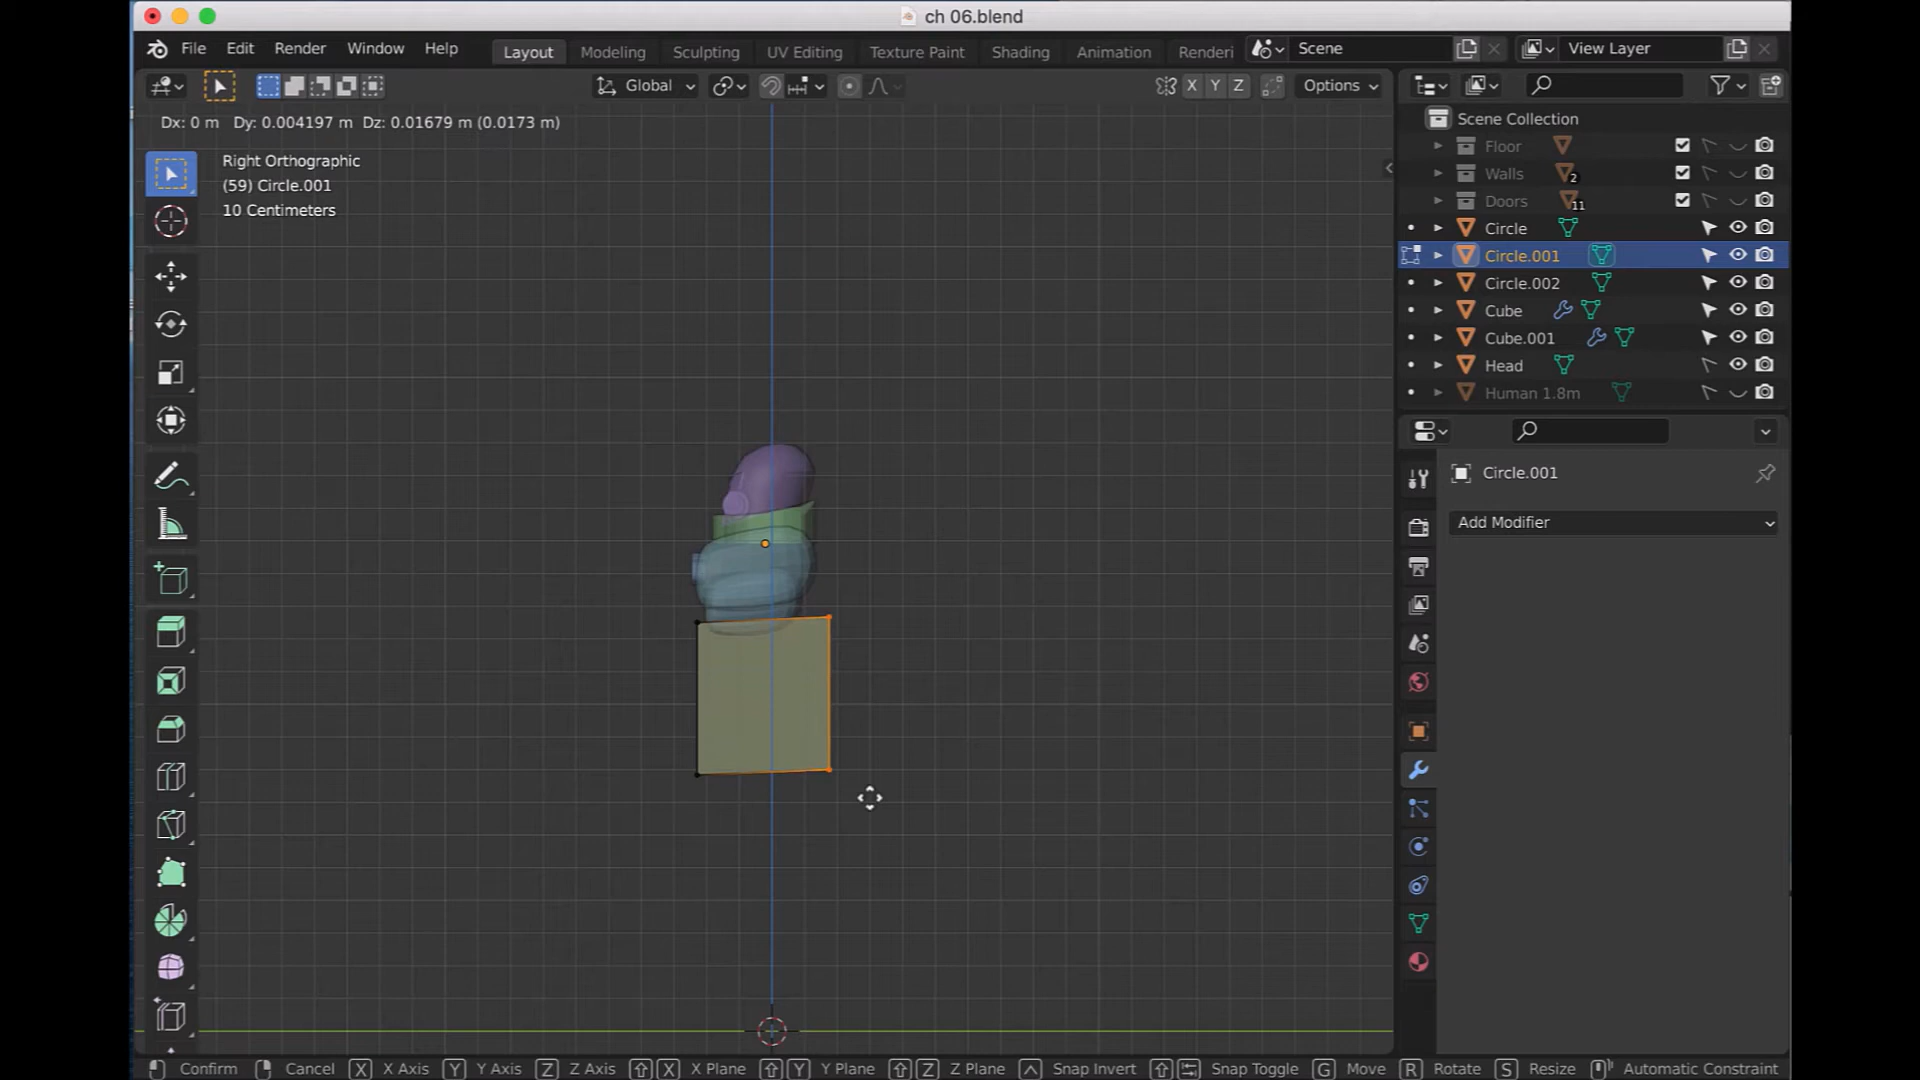 ch 06.blend
File Edit Render Window Help Layout Modeling Sculpting UV Editing Texture Paint Shading Animation Renderi Scene View Layer
Global X Y Z Options
Dx: 0 m Dy: 0.004197 m Dz: 0.01679 m (0.0173 m)
Right Orthographic
(59) Circle.001
10 Centimeters
Scene Collection
Floor
Walls 2
Doors 11
Circle
Circle.001
Circle.002
Cube
Cube.001
Head
Human 1.8m
Circle.001
Add Modifier
Confirm Cancel X X Axis Y Y Axis Z Z Axis X X Plane Y Y Plane Z Z Plane Snap Invert Snap Toggle G Move R Rotate S Resize Automatic Constraint